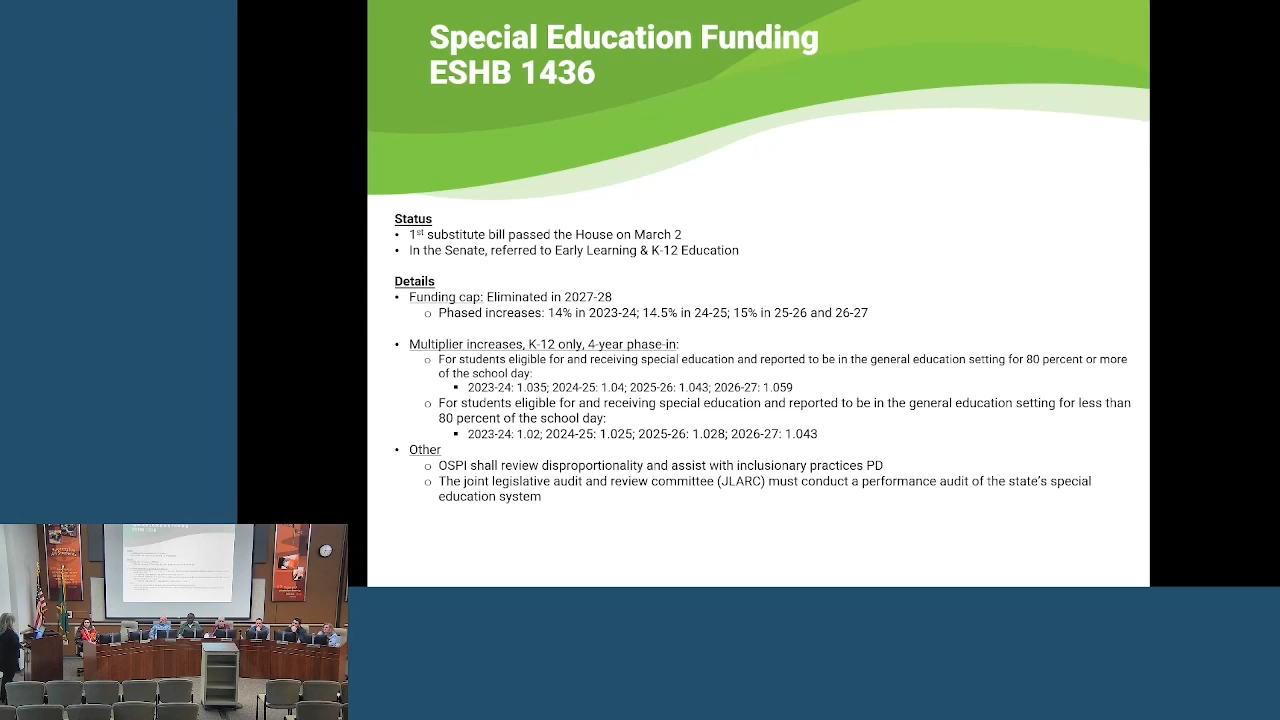 Special Education Funding
ESHB 1436
Status
• 1st substitute bill passed the House on March 2
• In the Senate, referred to Early Learning & K-12 Education
Details
• Funding cap: Eliminated in 2027-28
o Phased increases: 14% in 2023-24; 14.5% in 24-25; 15% in 25-26 and 26-27
• Multiplier increases, K-12 only, 4-year phase-in:
o For students eligible for and receiving special education and reported to be in the general education setting for 80 percent or more
of the school day:
▪ 2023-24: 1.035; 2024-25: 1.04; 2025-26: 1.043; 2026-27: 1.059
o For students eligible for and receiving special education and reported to be in the general education setting for less than
80 percent of the school day:
▪ 2023-24: 1.02; 2024-25: 1.025; 2025-26: 1.028; 2026-27: 1.043
• Other
o OSPI shall review disproportionality and assist with inclusionary practices PD
o The joint legislative audit and review committee (JLARC) must conduct a performance audit of the state's special
education system